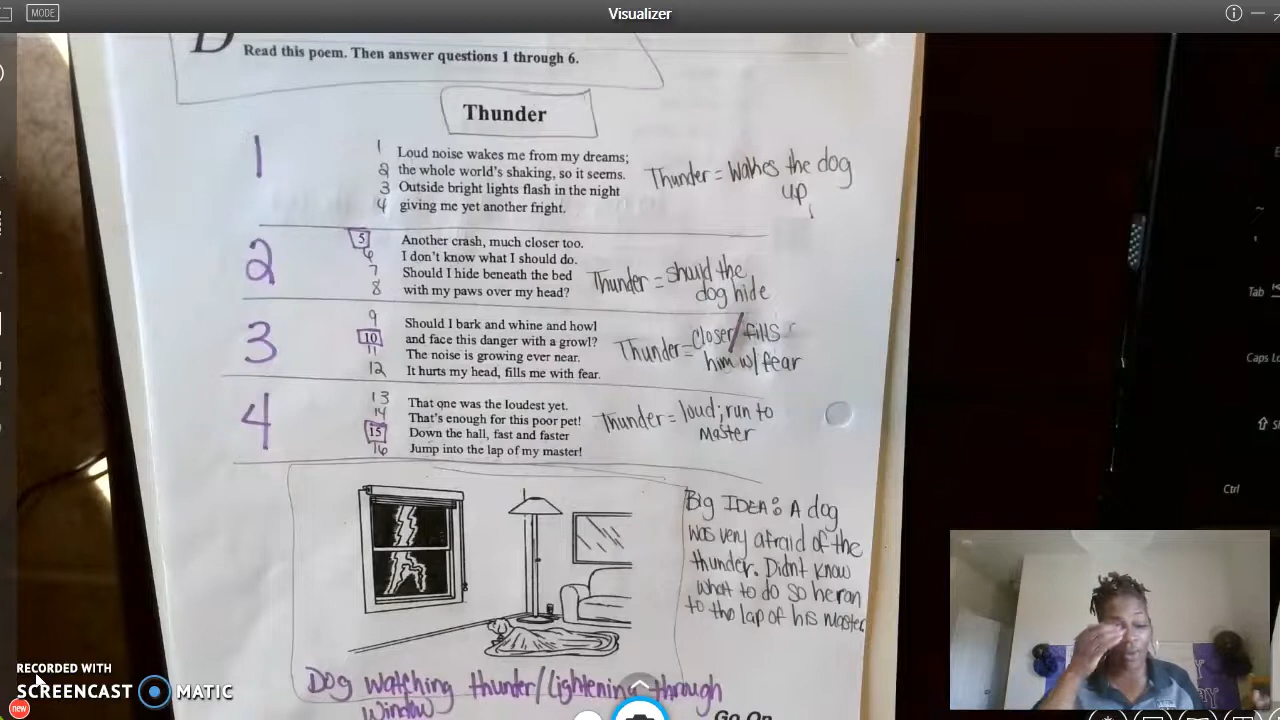 MODE
Visualizer
D
Read this poem. Then answer questions 1 through 6.
Thunder
1
1 Loud noise wakes me from my dreams;
2 the whole world's shaking, so it seems.
3 Outside bright lights flash in the night
4 giving me yet another fright.
Thunder = wakes the dog
up
2
5 Another crash, much closer too.
6 I don't know what I should do.
7 Should I hide beneath the bed
8 with my paws over my head?
Thunder = should the
dog hide
3
9 Should I bark and whine and howl
10 and face this danger with a growl?
11 The noise is growing ever near.
12 It hurts my head, fills me with fear.
Thunder = closer/fills
him w/fear
4
13 That one was the loudest yet.
14 That's enough for this poor pet!
15 Down the hall, fast and faster
16 Jump into the lap of my master!
Thunder = loud; run to
master
Big IDEA: A dog
was very afraid of the
thunder. Didnt know
what to do so he ran
to the lap of his master
Dog watching thunder/lightening through
window
Go On
Tab
Caps Lo
Ctrl
RECORDED WITH
SCREENCAST MATIC
new